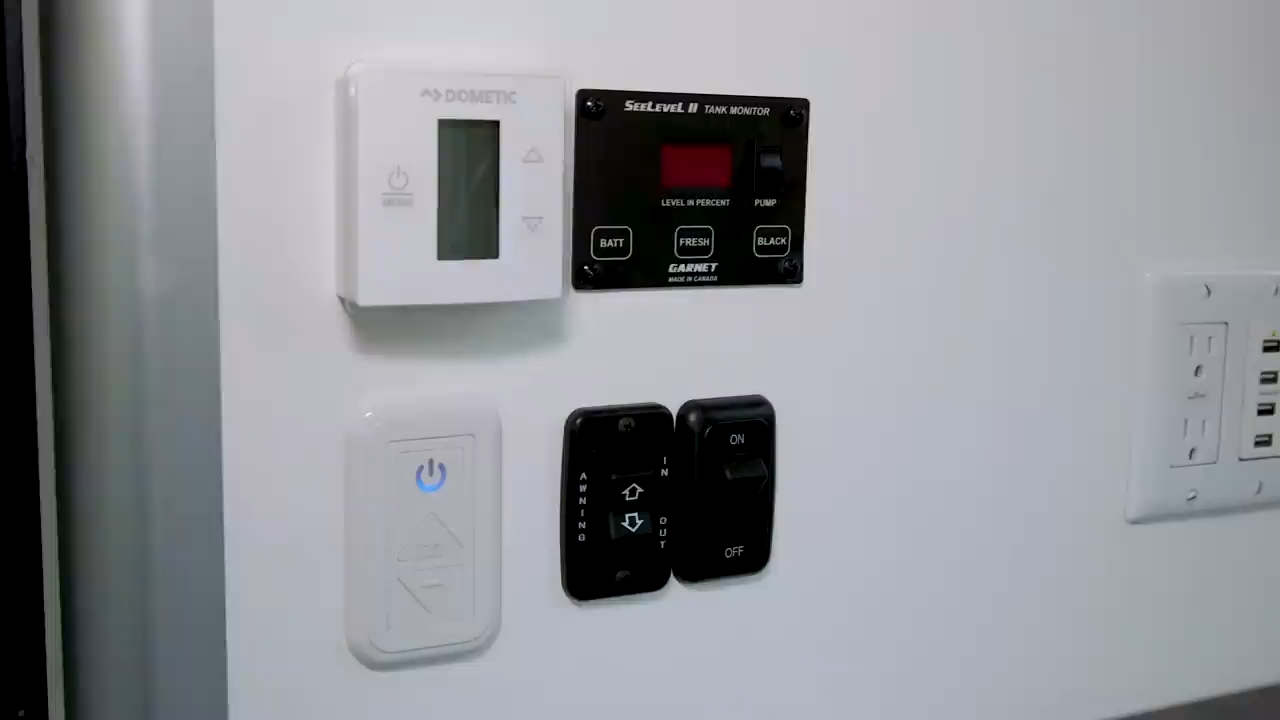 DOMETIC
MODE
SEELEVEL II TANK MONITOR
LEVEL IN PERCENT
PUMP
BATT
FRESH
BLACK
GARNET
MADE IN CANADA
AWNING
IN
OUT
ON
OFF